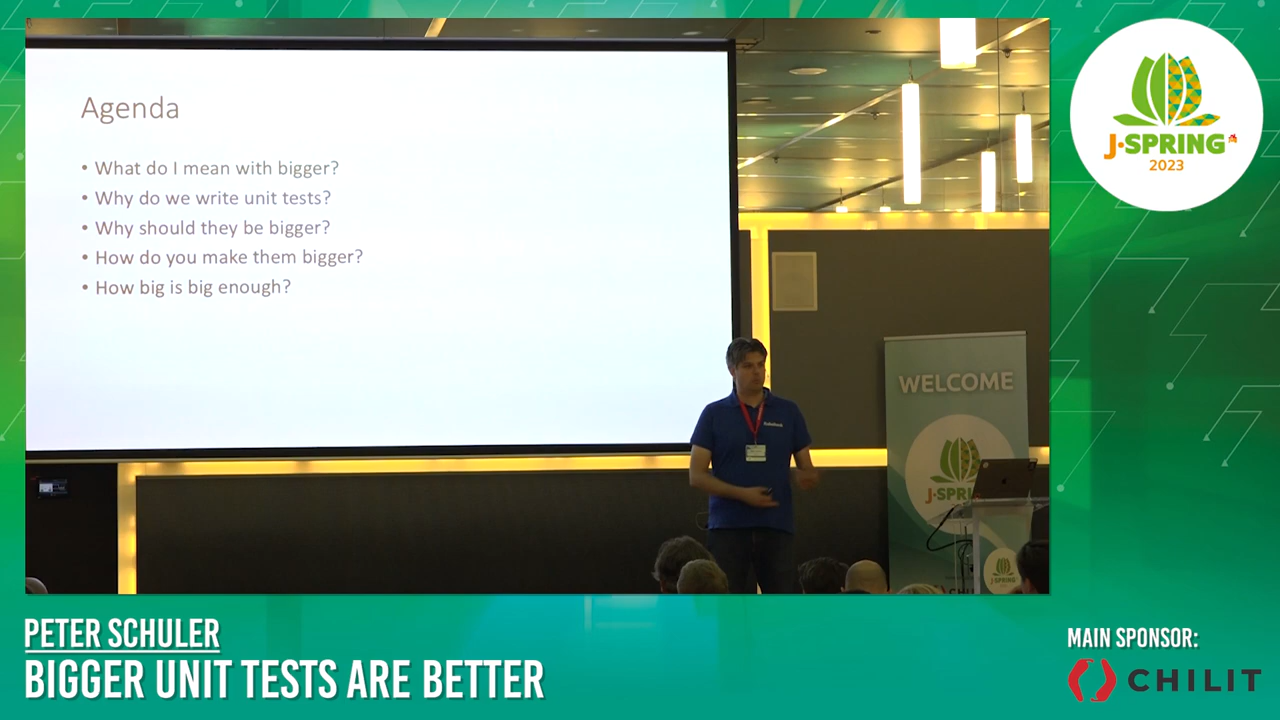 Agenda
• What do I mean with bigger?
• Why do we write unit tests?
• Why should they be bigger?
• How do you make them bigger?
• How big is big enough?
WELCOME
J·SPRI
J·SPRING
J·SPRING
2023
PETER SCHULER
BIGGER UNIT TESTS ARE BETTER
MAIN SPONSOR:
CHILIT